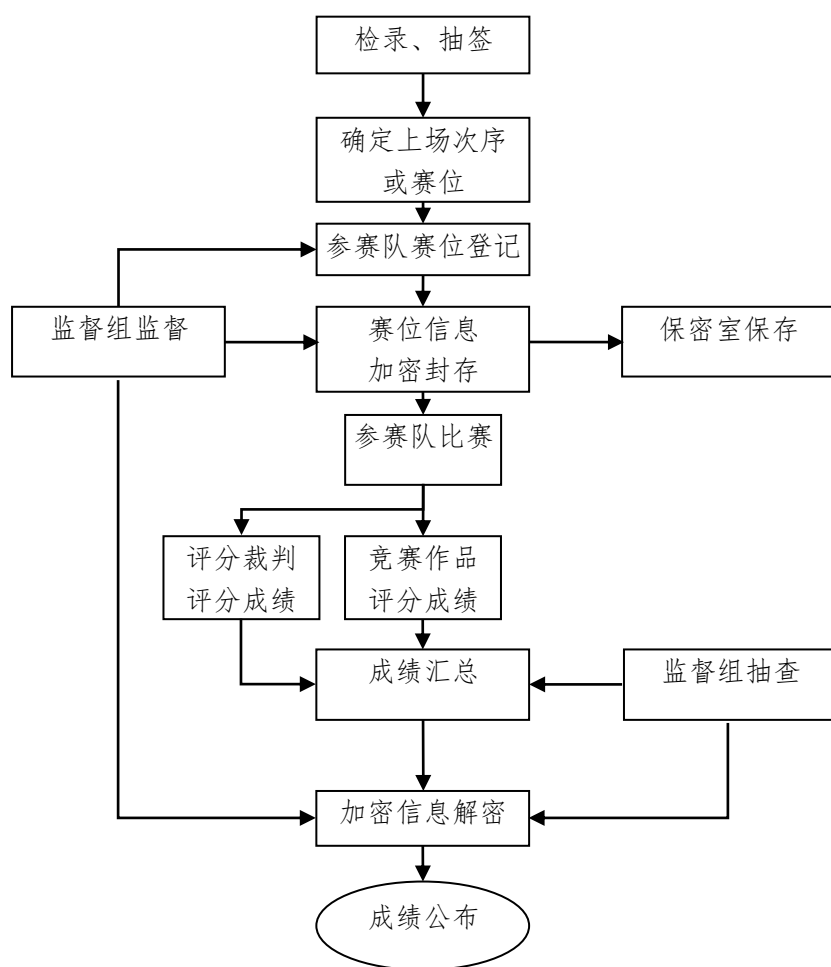 检录、抽签
确定上场次序
或赛位
参赛队赛位登记
监督组监督
赛位信息
加密封存
保密室保存
参赛队比赛
评分裁判
评分成绩
竞赛作品
评分成绩
成绩汇总
监督组抽查
加密信息解密
成绩公布